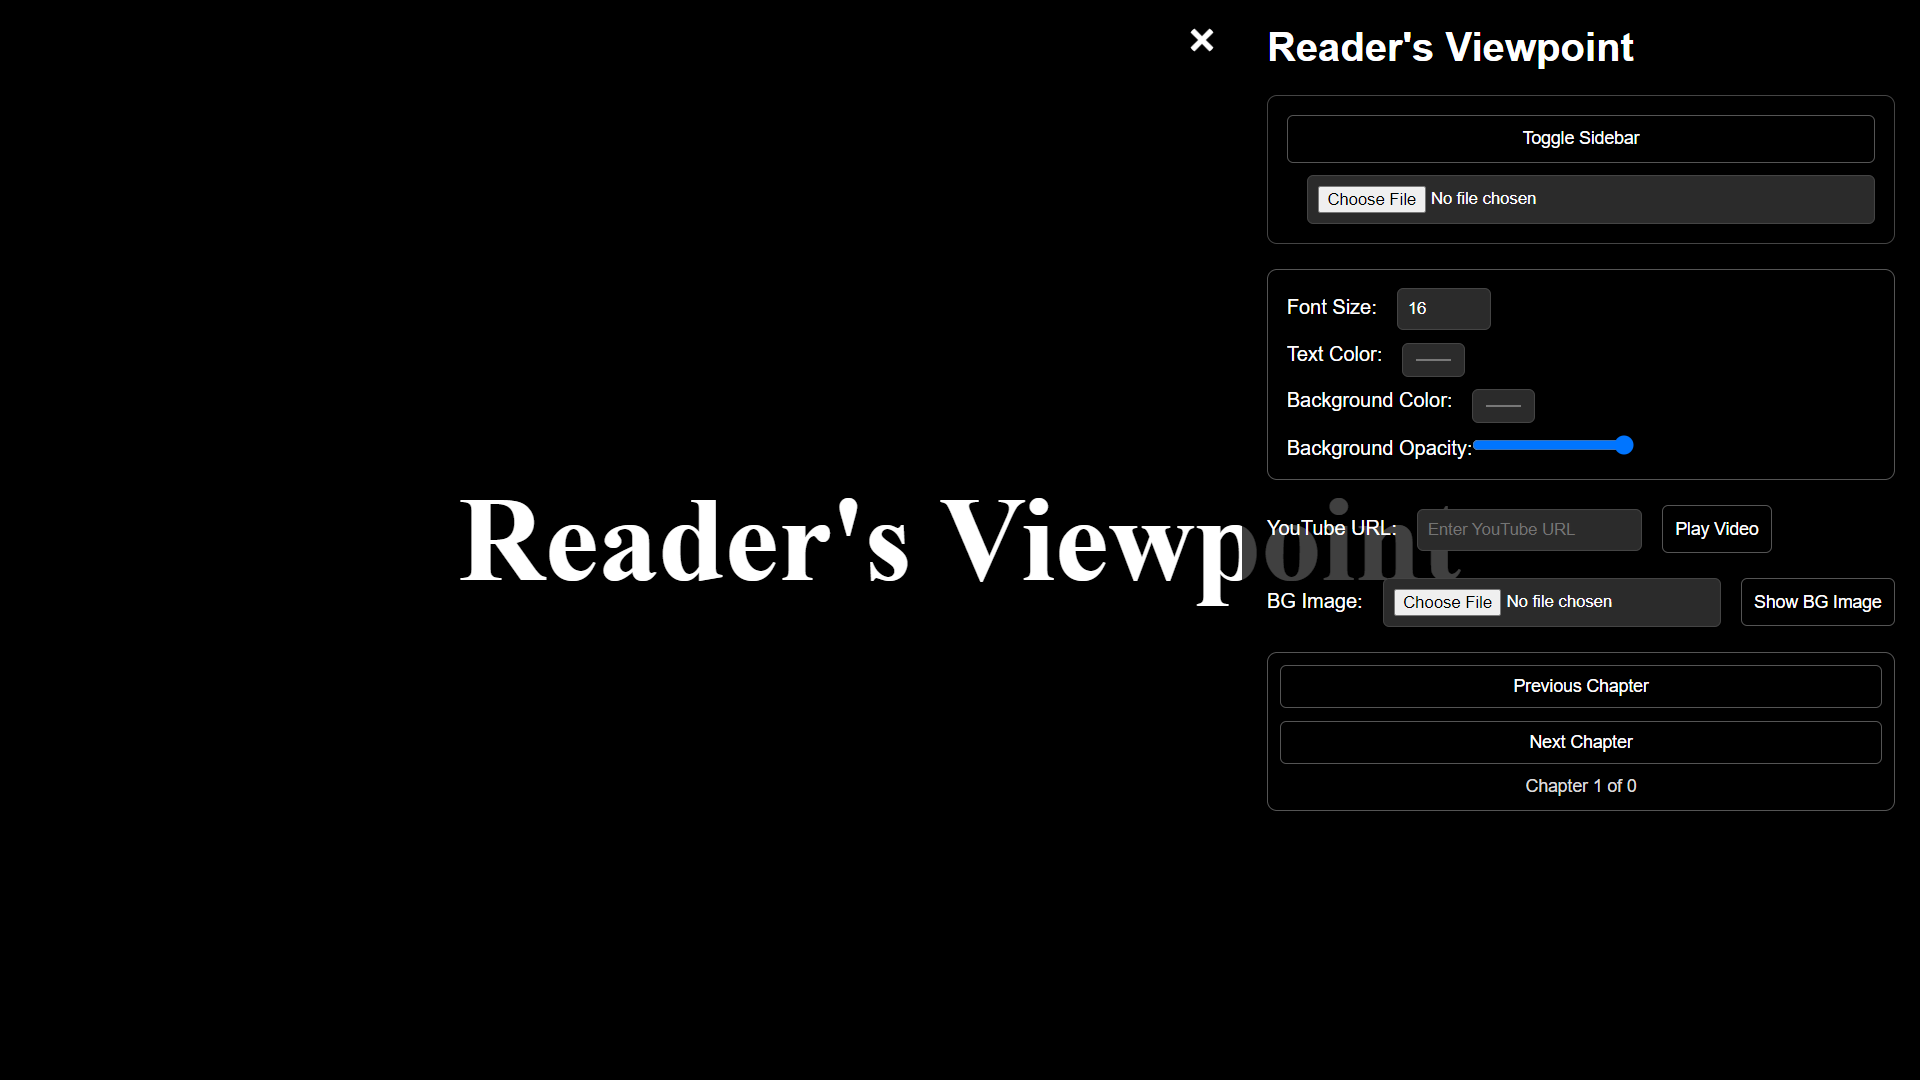 Reader's Viewpoint
Toggle Sidebar
Choose File No file chosen
Font Size: 16
Text Color:
Background Color:
Background Opacity:
Reader's Viewpoint
YouTube URL: Enter YouTube URL Play Video
BG Image: Choose File No file chosen Show BG Image
Previous Chapter
Next Chapter
Chapter 1 of 0